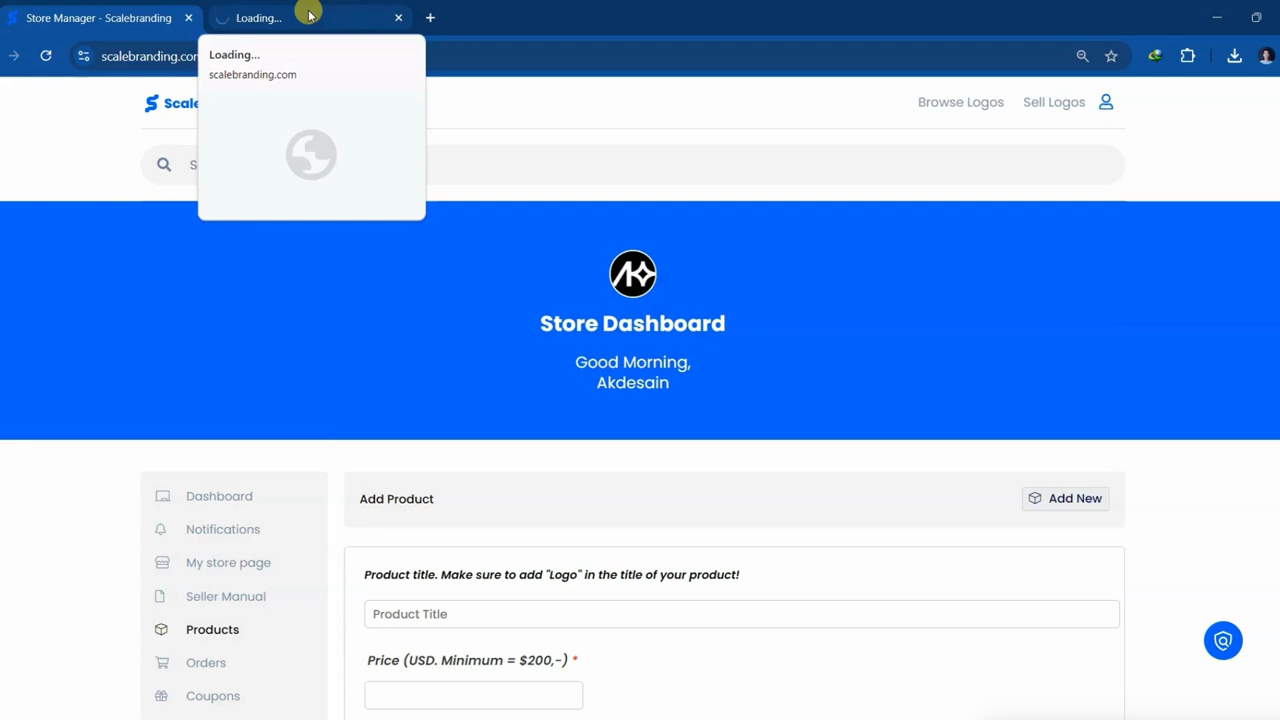 Store Manager - Scalebranding
Loading...
Loading...
scalebranding.com
scalebranding.com
Scale
Browse Logos
Sell Logos
S
Store Dashboard
Good Morning,
Akdesain
Dashboard
Notifications
My store page
Seller Manual
Products
Orders
Coupons
Add Product
Add New
Product title. Make sure to add "Logo" in the title of your product!
Product Title
Price (USD. Minimum = $200,-) *